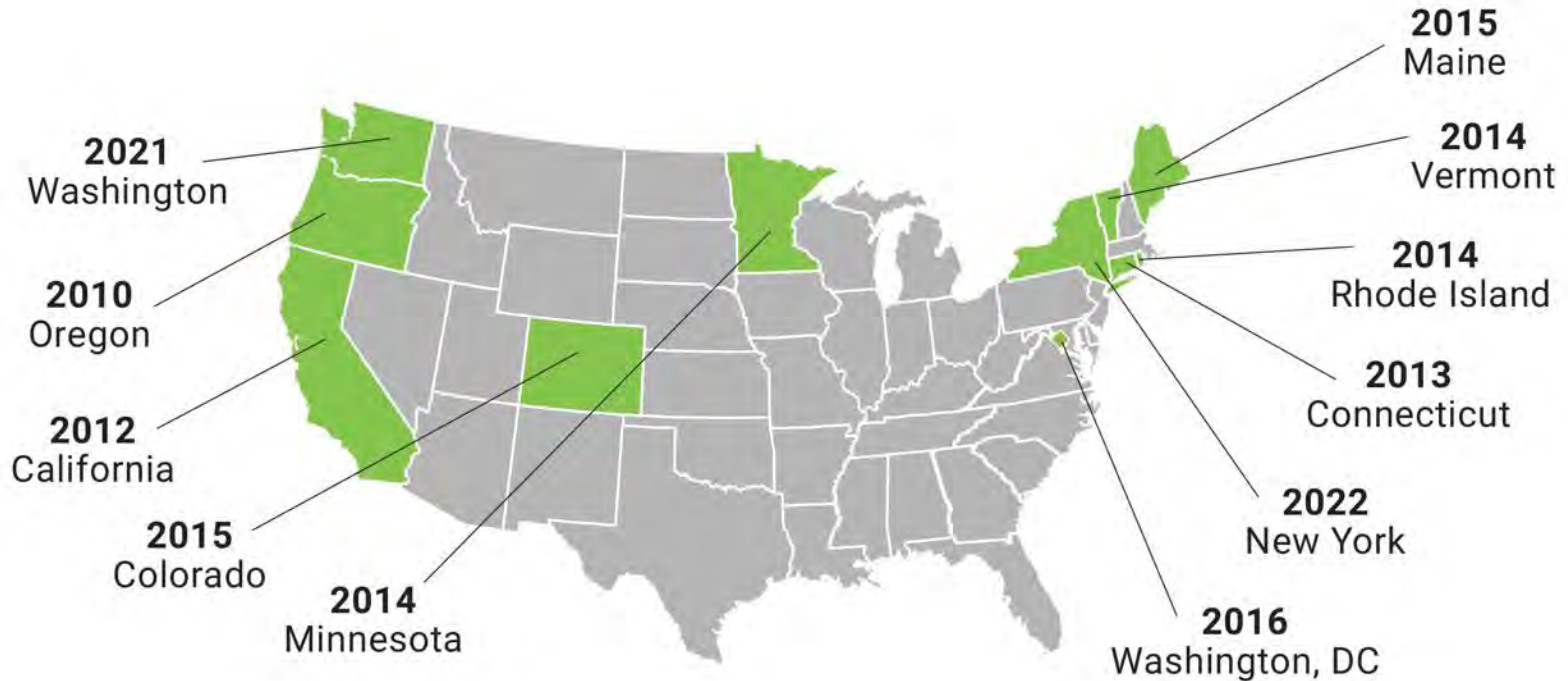 2015
Maine
2014
Vermont
2021
Washington
2014
Rhode Island
2010
Oregon
2013
Connecticut
2012
California
2022
New York
2015
Colorado
2014
Minnesota
2016
Washington, DC